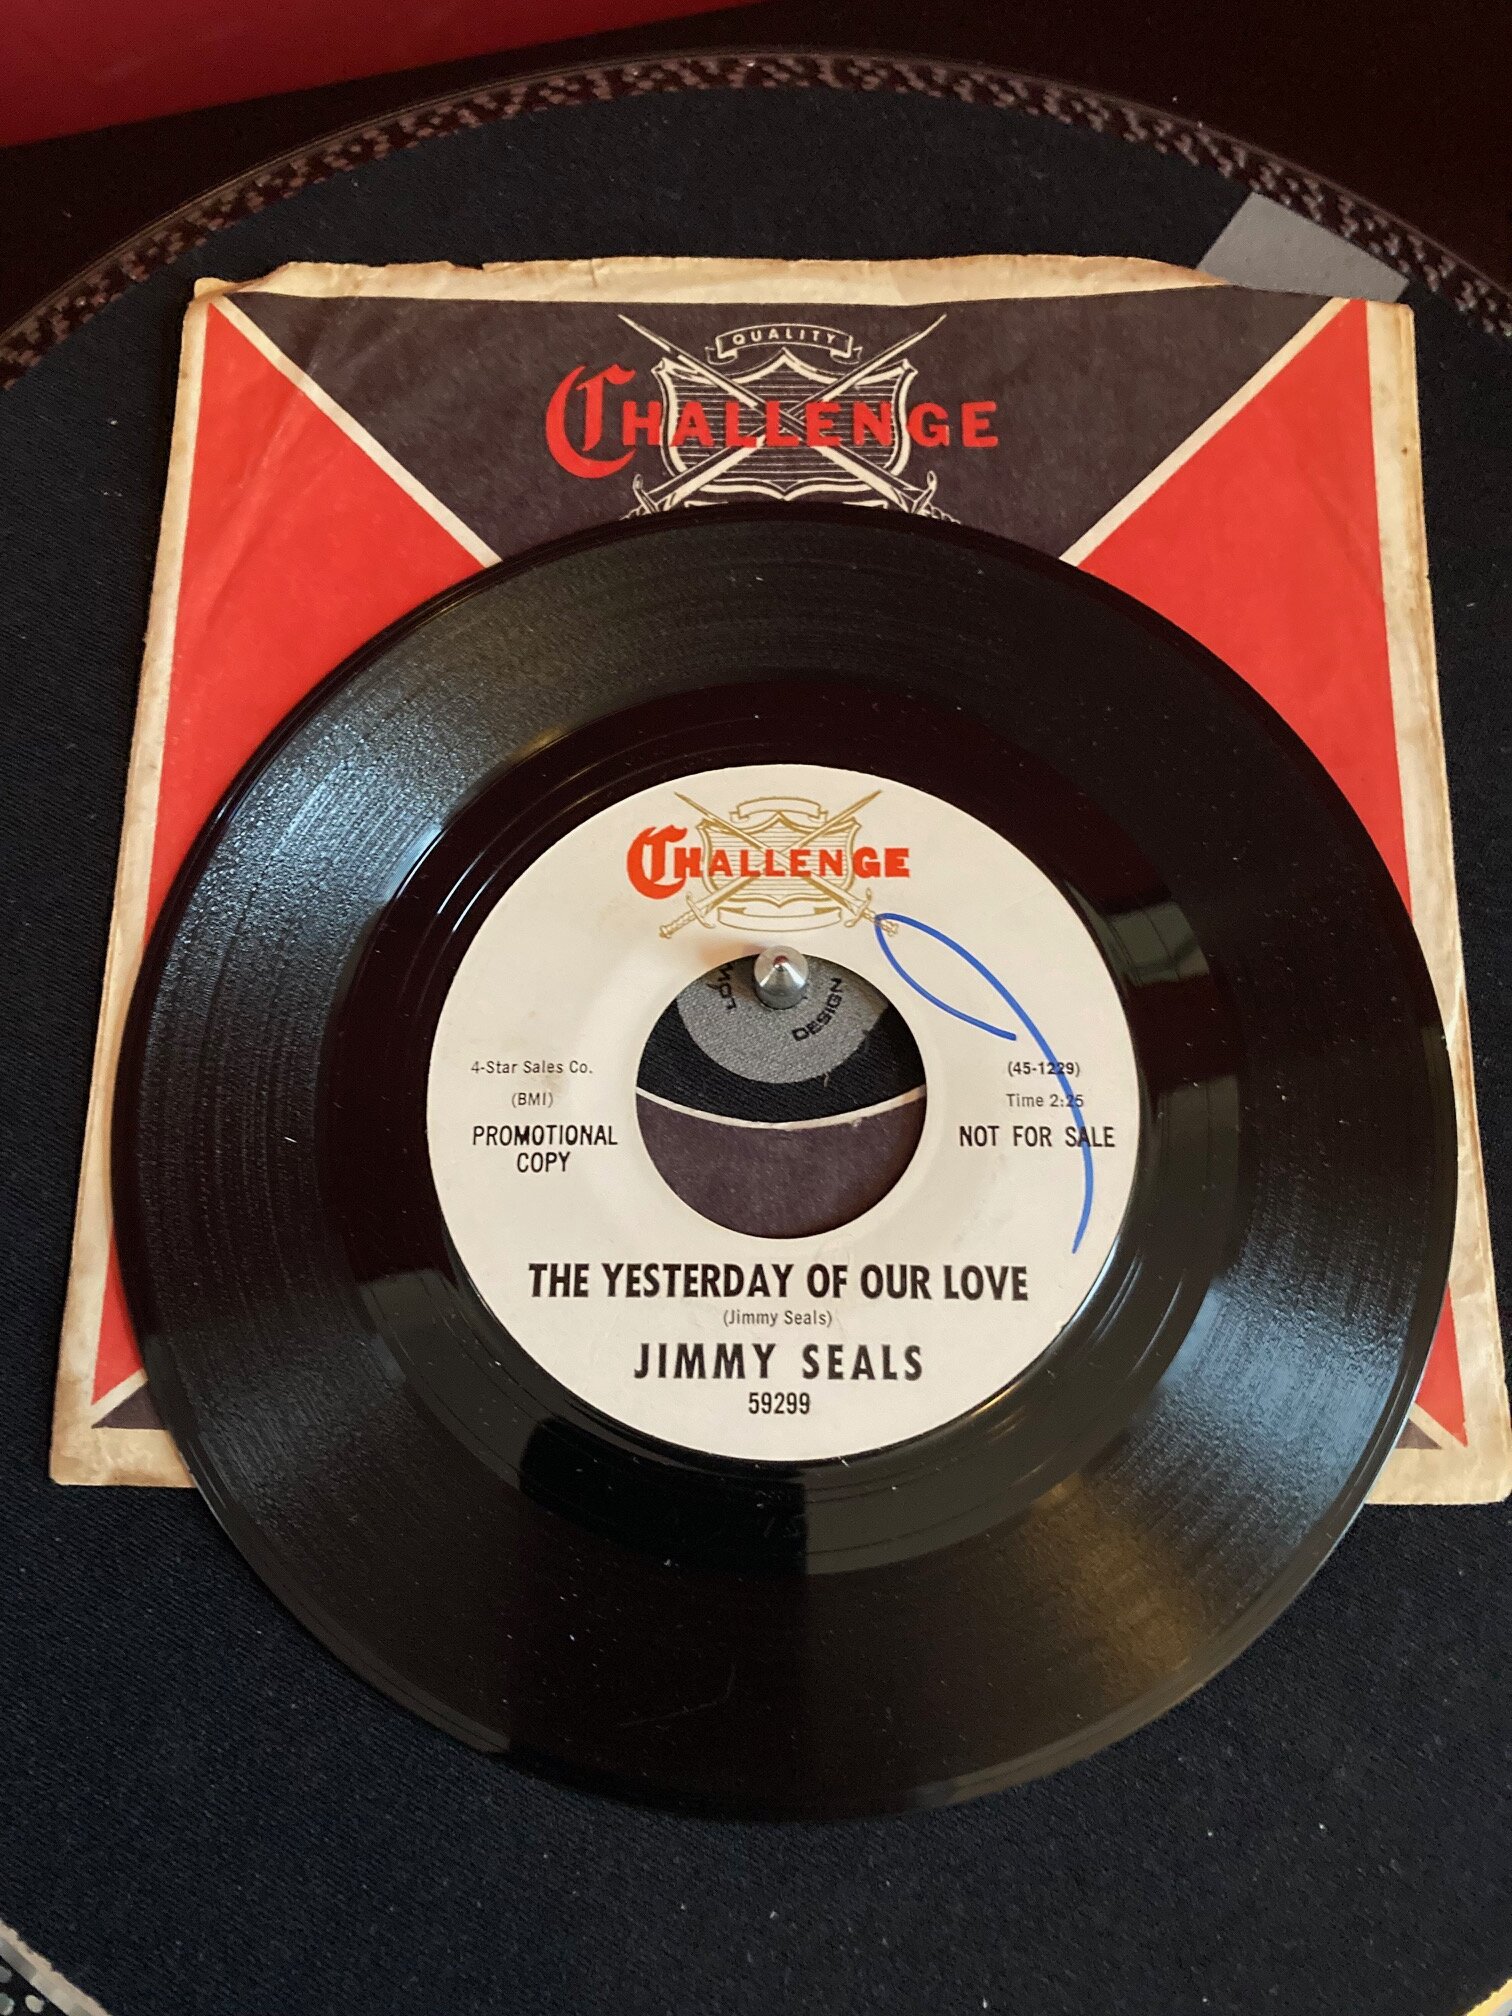 QUALITY
CHALLENGE
CHALLENGE
DESIGN
4-Star Sales Co.
(BMI)
PROMOTIONAL
COPY
(45-1229)
Time 2:25
NOT FOR SALE
THE YESTERDAY OF OUR LOVE
(Jimmy Seals)
JIMMY SEALS
59299